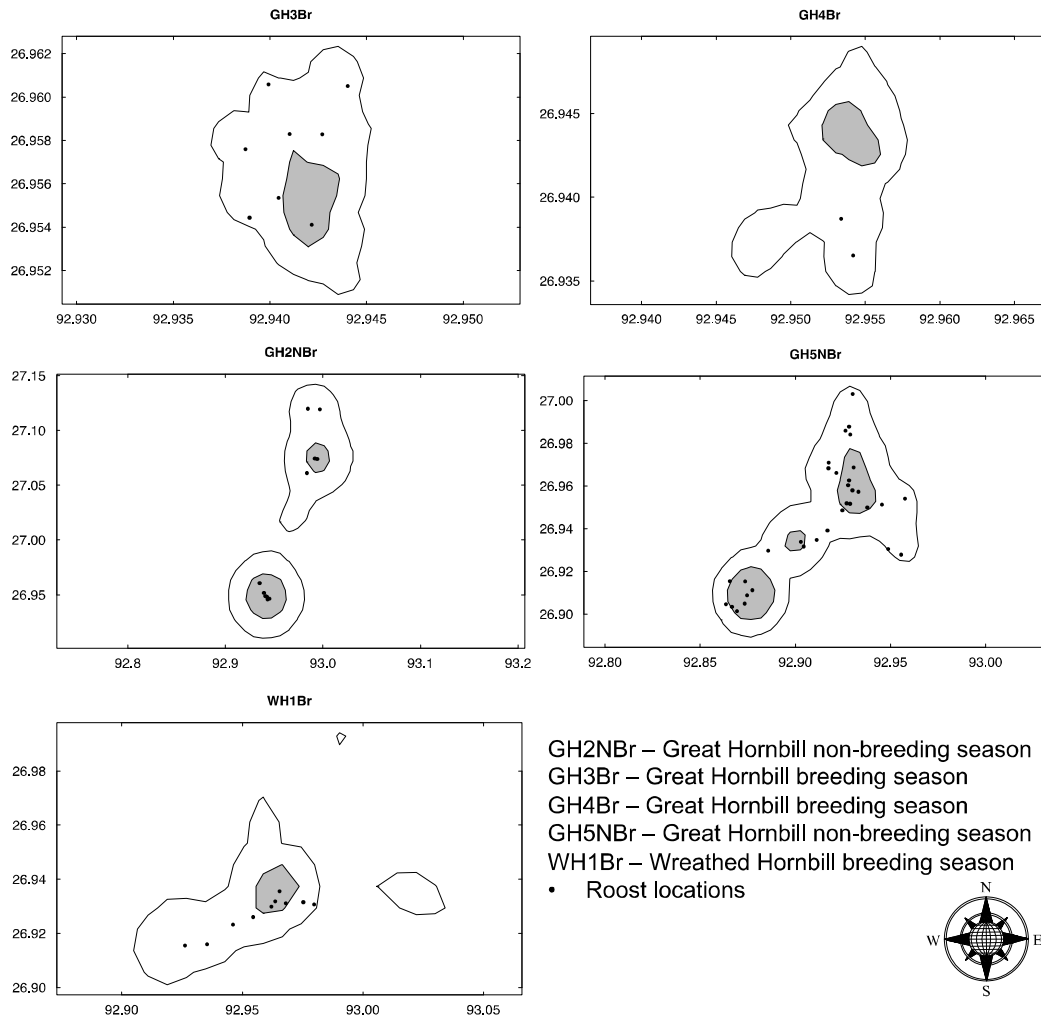 GH3Br
26.962
26.960
26.958
26.956
26.954
26.952
92.930 92.935 92.940 92.945 92.950
GH4Br
26.945
26.940
26.935
92.940 92.945 92.950 92.955 92.960 92.965
GH2NBr
27.15
27.10
27.05
27.00
26.95
92.8 92.9 93.0 93.1 93.2
GH5NBr
27.00
26.98
26.96
26.94
26.92
26.90
92.80 92.85 92.90 92.95 93.00
WH1Br
26.98
26.96
26.94
26.92
26.90
92.90 92.95 93.00 93.05
GH2NBr – Great Hornbill non-breeding season
GH3Br – Great Hornbill breeding season
GH4Br – Great Hornbill breeding season
GH5NBr – Great Hornbill non-breeding season
WH1Br – Wreathed Hornbill breeding season
• Roost locations
N
W E
S